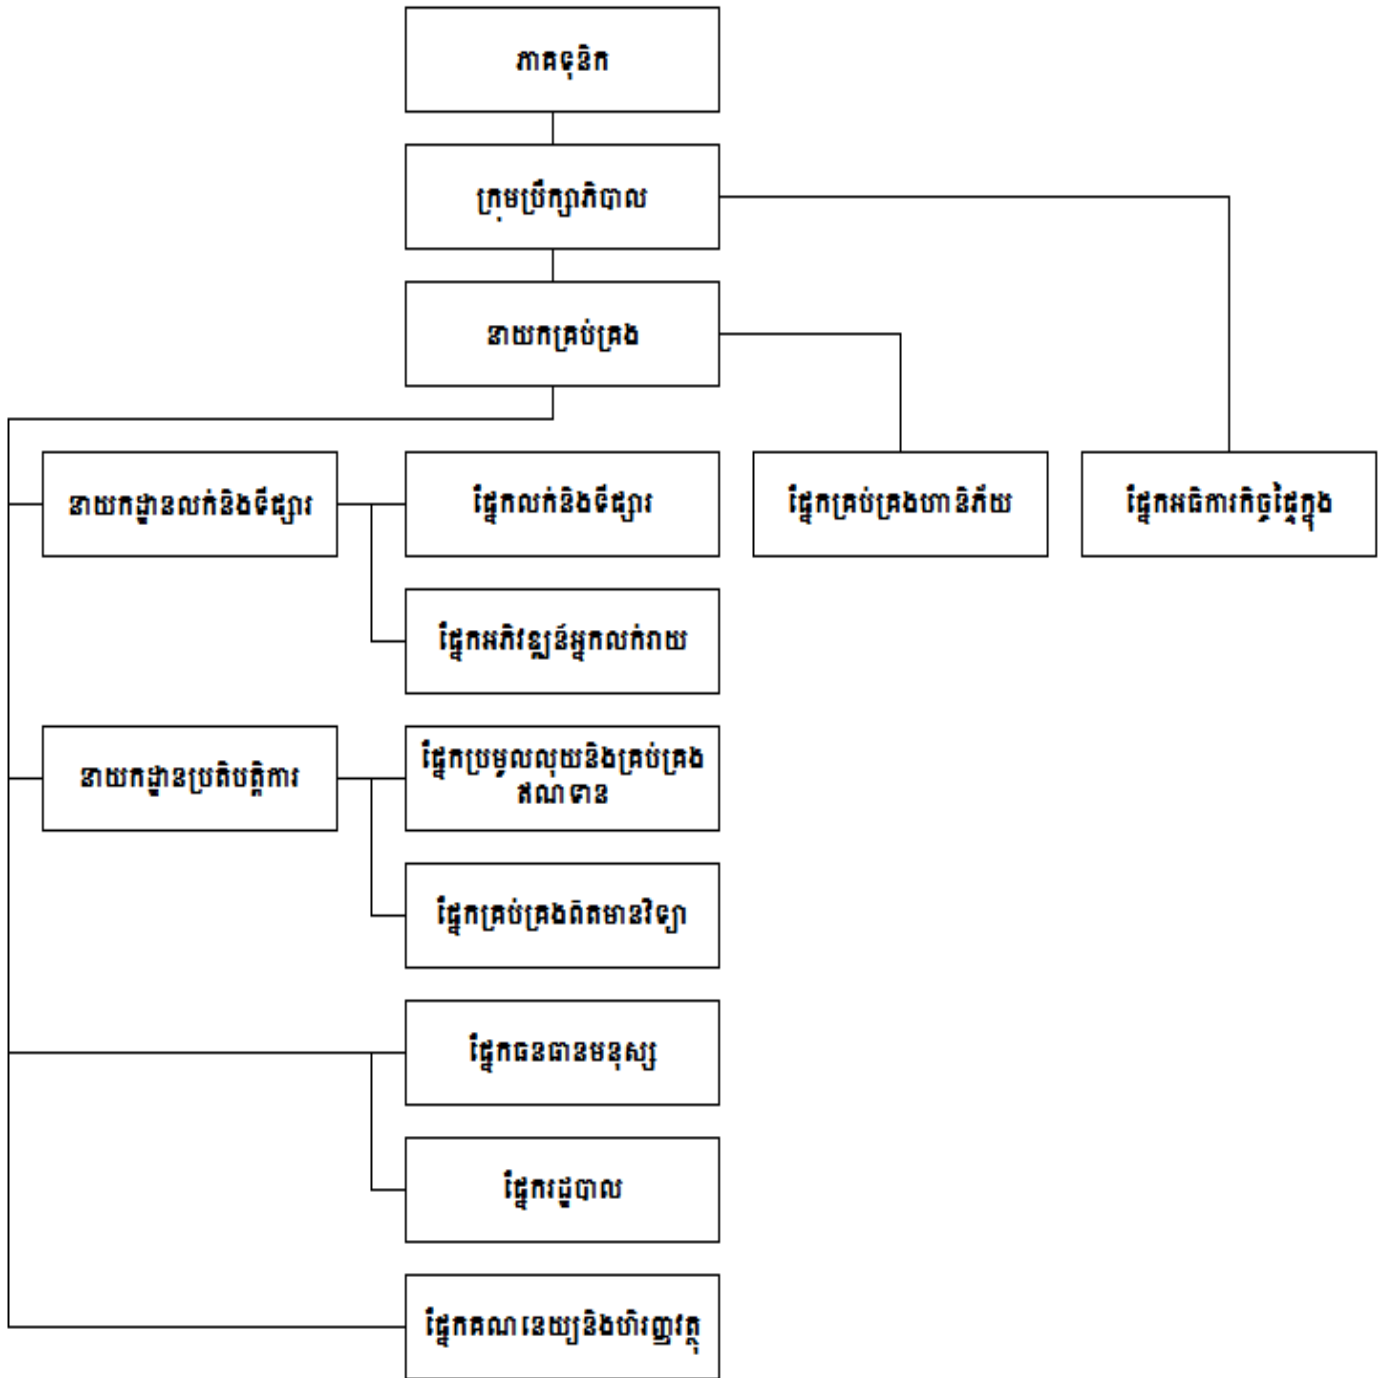 ភាគទុនិក
ក្រុមប្រឹក្សាភិបាល
នាយកគ្រប់គ្រង
នាយកដ្ឋានលក់និងទីផ្សារ
ផ្នែកលក់និងទីផ្សារ
ផ្នែកគ្រប់គ្រងហានិភ័យ
ផ្នែកអធិការកិច្ចផ្ទៃក្នុង
ផ្នែកអភិវឌ្ឍន៍អ្នកលក់រាយ
នាយកដ្ឋានប្រតិបត្តិការ
ផ្នែកប្រមូលលុយនិងគ្រប់គ្រង
ឥណទាន
ផ្នែកគ្រប់គ្រងព័តមានវិទ្យា
ផ្នែកធនធានមនុស្ស
ផ្នែករដ្ឋបាល
ផ្នែកគណនេយ្យនិងហិរញ្ញវត្ថុ